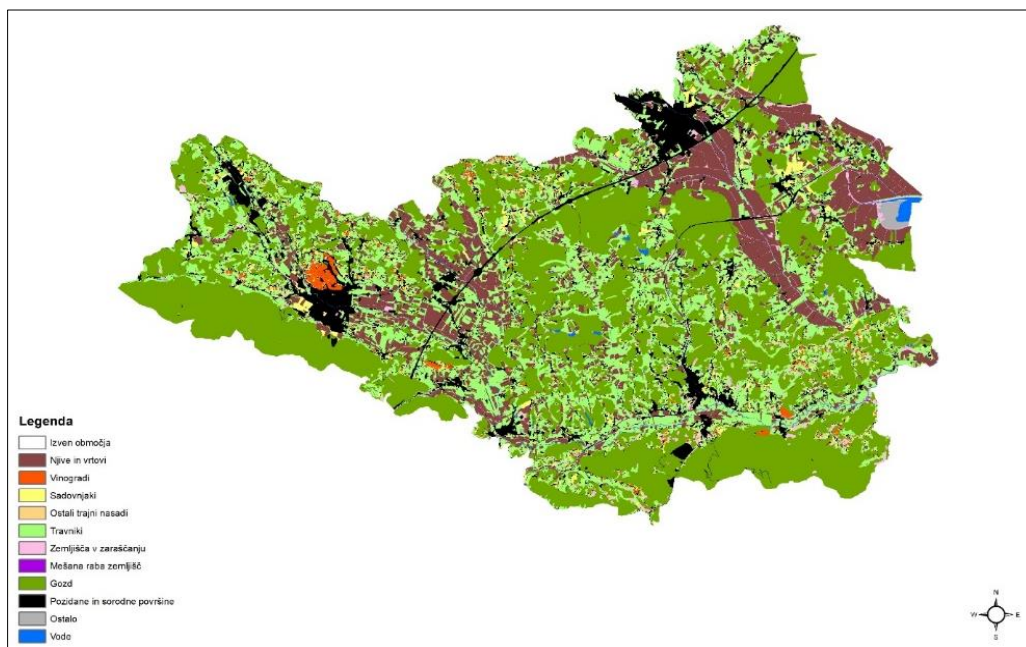 Legenda
Izven območja
Njive in vrtovi
Vinogradi
Sadovnjaki
Ostali trajni nasadi
Travniki
Zemljišča v zaraščanju
Mešana raba zemljišč
Gozd
Pozidane in sorodne površine
Ostalo
Vode
N
W E
S